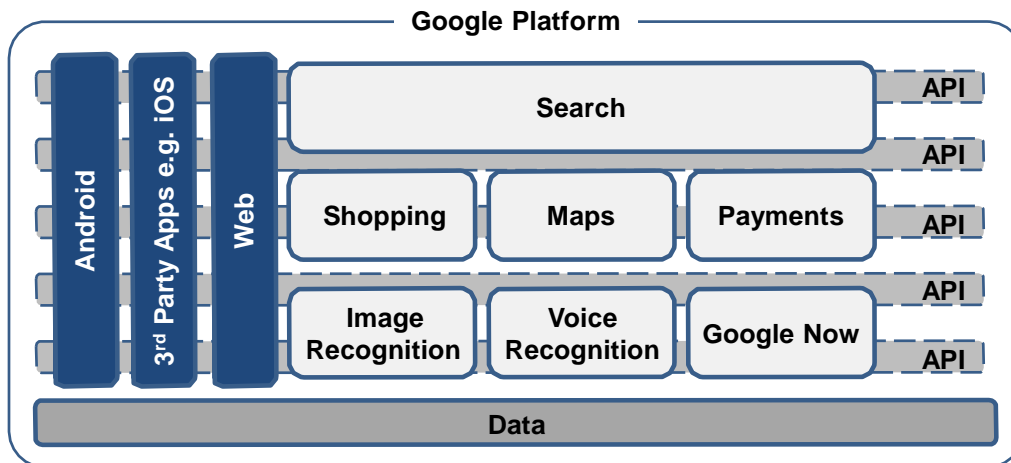 Google Platform
Android
3rd Party Apps e.g. iOS
Web
Search
API
API
Shopping
Maps
Payments
API
API
Image
Recognition
Voice
Recognition
Google Now
API
Data